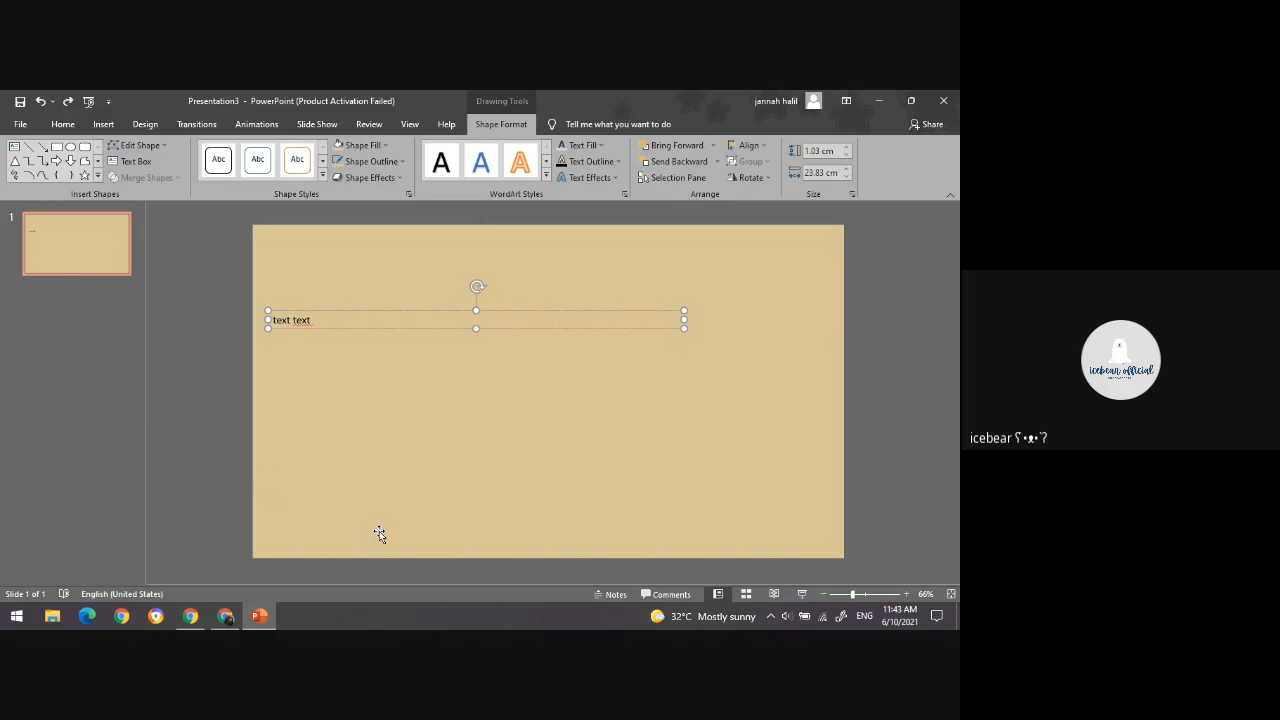 Presentation3 - PowerPoint (Product Activation Failed)
Drawing Tools
jannah halil
File Home Insert Design Transitions Animations Slide Show Review View Help Shape Format Tell me what you want to do Share
Edit Shape
Text Box
Merge Shapes
Insert Shapes
Abc Abc Abc
Shape Fill
Shape Outline
Shape Effects
Shape Styles
A A A
Text Fill
Text Outline
Text Effects
WordArt Styles
Bring Forward
Send Backward
Selection Pane
Align
Group
Rotate
Arrange
1.03 cm
23.83 cm
Size
1
text text
icebear official
icebear ʕ•ᴥ•ʔ
Slide 1 of 1 English (United States) Notes Comments 66%
32°C Mostly sunny ENG 11:43 AM
6/10/2021